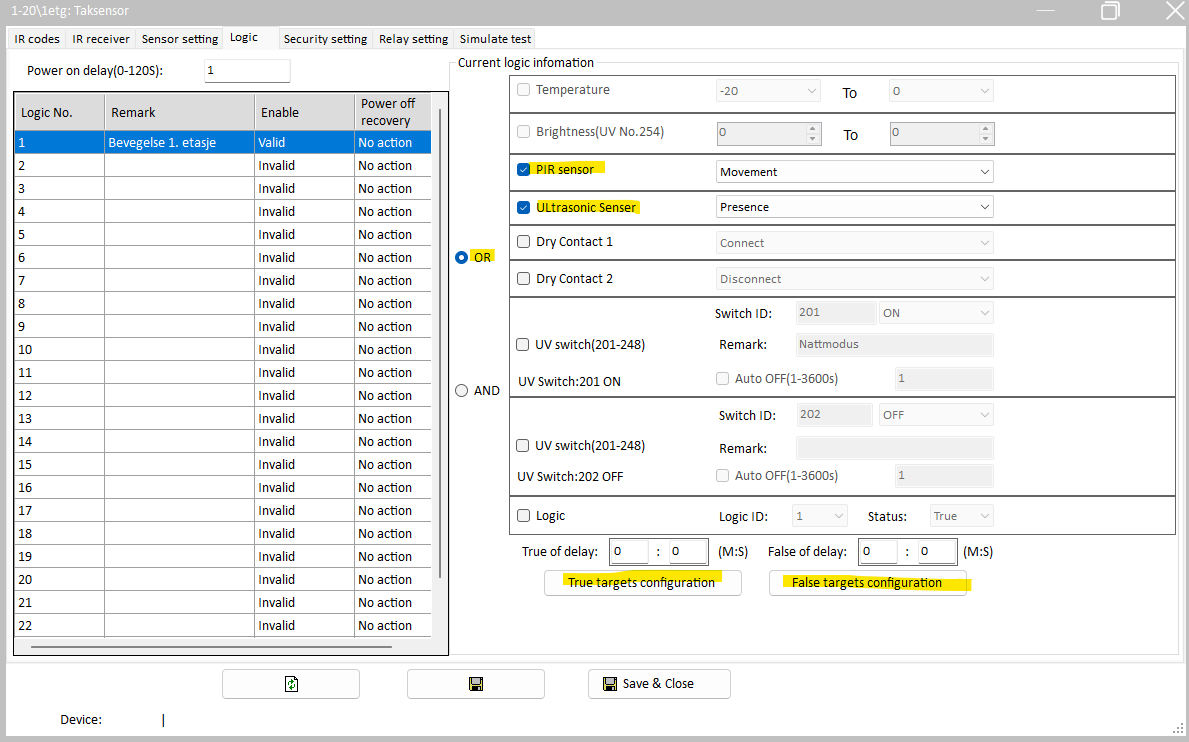 1-20\1etg: Taksensor
IR codes IR receiver Sensor setting Logic Security setting Relay setting Simulate test
Power on delay(0-120S): 1
Logic No. Remark Enable Power off recovery
1 Bevegelse 1. etasje Valid No action
2 Invalid No action
3 Invalid No action
4 Invalid No action
5 Invalid No action
6 Invalid No action
7 Invalid No action
8 Invalid No action
9 Invalid No action
10 Invalid No action
11 Invalid No action
12 Invalid No action
13 Invalid No action
14 Invalid No action
15 Invalid No action
16 Invalid No action
17 Invalid No action
18 Invalid No action
19 Invalid No action
20 Invalid No action
21 Invalid No action
22 Invalid No action
Current logic infomation
OR
AND
Temperature -20 To 0
Brightness(UV No.254) 0 To 0
PIR sensor Movement
ULtrasonic Senser Presence
Dry Contact 1 Connect
Dry Contact 2 Disconnect
Switch ID: 201 ON
UV switch(201-248) Remark: Nattmodus
UV Switch:201 ON Auto OFF(1-3600s) 1
Switch ID: 202 OFF
UV switch(201-248) Remark:
UV Switch:202 OFF Auto OFF(1-3600s) 1
Logic Logic ID: 1 Status: True
True of delay: 0 : 0 (M:S) False of delay: 0 : 0 (M:S)
True targets configuration False targets configuration
Save & Close
Device: |